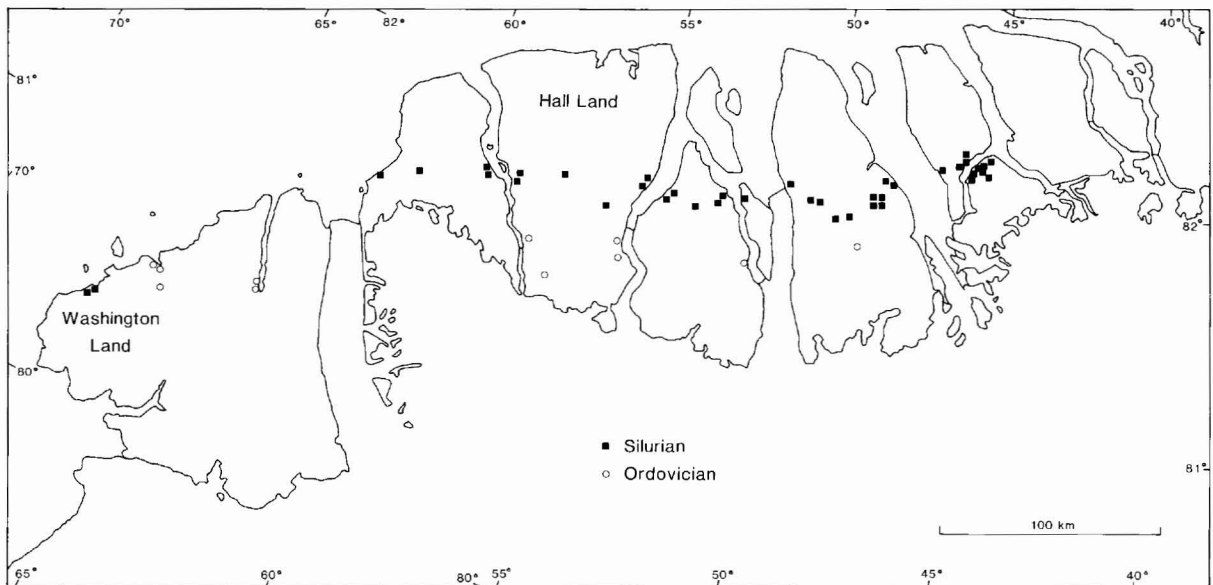 70° 65° 82° 60° 55° 50° 45° 40°
81°
Hall Land
70°
82°
Washington
Land
80°
■ Silurian
○ Ordovician
81°
100 km
65° 60° 80° 55° 50° 45° 40°